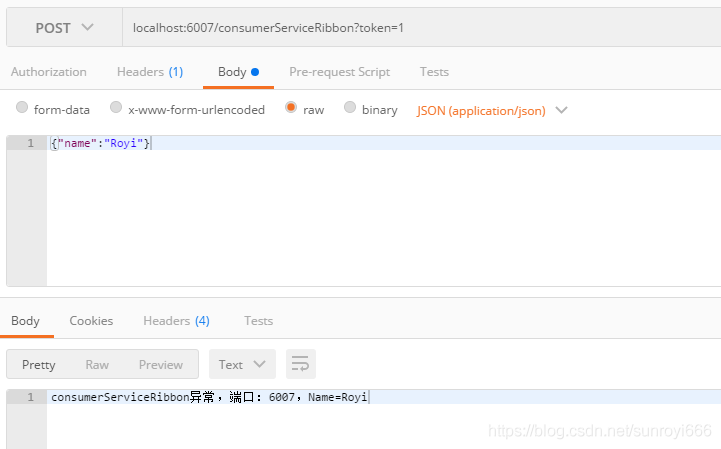 POST localhost:6007/consumerServiceRibbon?token=1
Authorization Headers (1) Body Pre-request Script Tests
form-data x-www-form-urlencoded raw binary JSON (application/json)
1 {"name":"Royi"}
Body Cookies Headers (4) Tests
Pretty Raw Preview Text
1 consumerServiceRibbon异常，端口：6007，Name=Royi
https://blog.csdn.net/sunroyi666